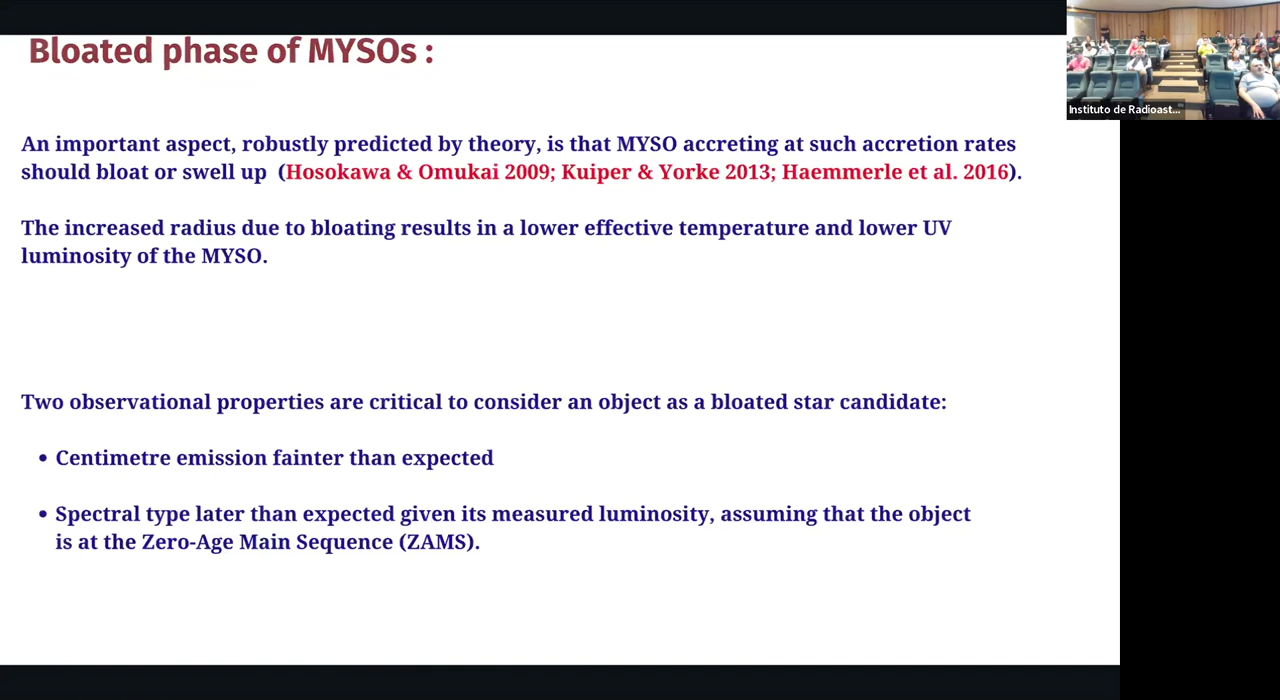 Bloated phase of MYSOs :
Instituto de Radioast...
An important aspect, robustly predicted by theory, is that MYSO accreting at such accretion rates
should bloat or swell up (Hosokawa & Omukai 2009; Kuiper & Yorke 2013; Haemmerle et al. 2016).
The increased radius due to bloating results in a lower effective temperature and lower UV
luminosity of the MYSO.
Two observational properties are critical to consider an object as a bloated star candidate:
• Centimetre emission fainter than expected
• Spectral type later than expected given its measured luminosity, assuming that the object
is at the Zero-Age Main Sequence (ZAMS).